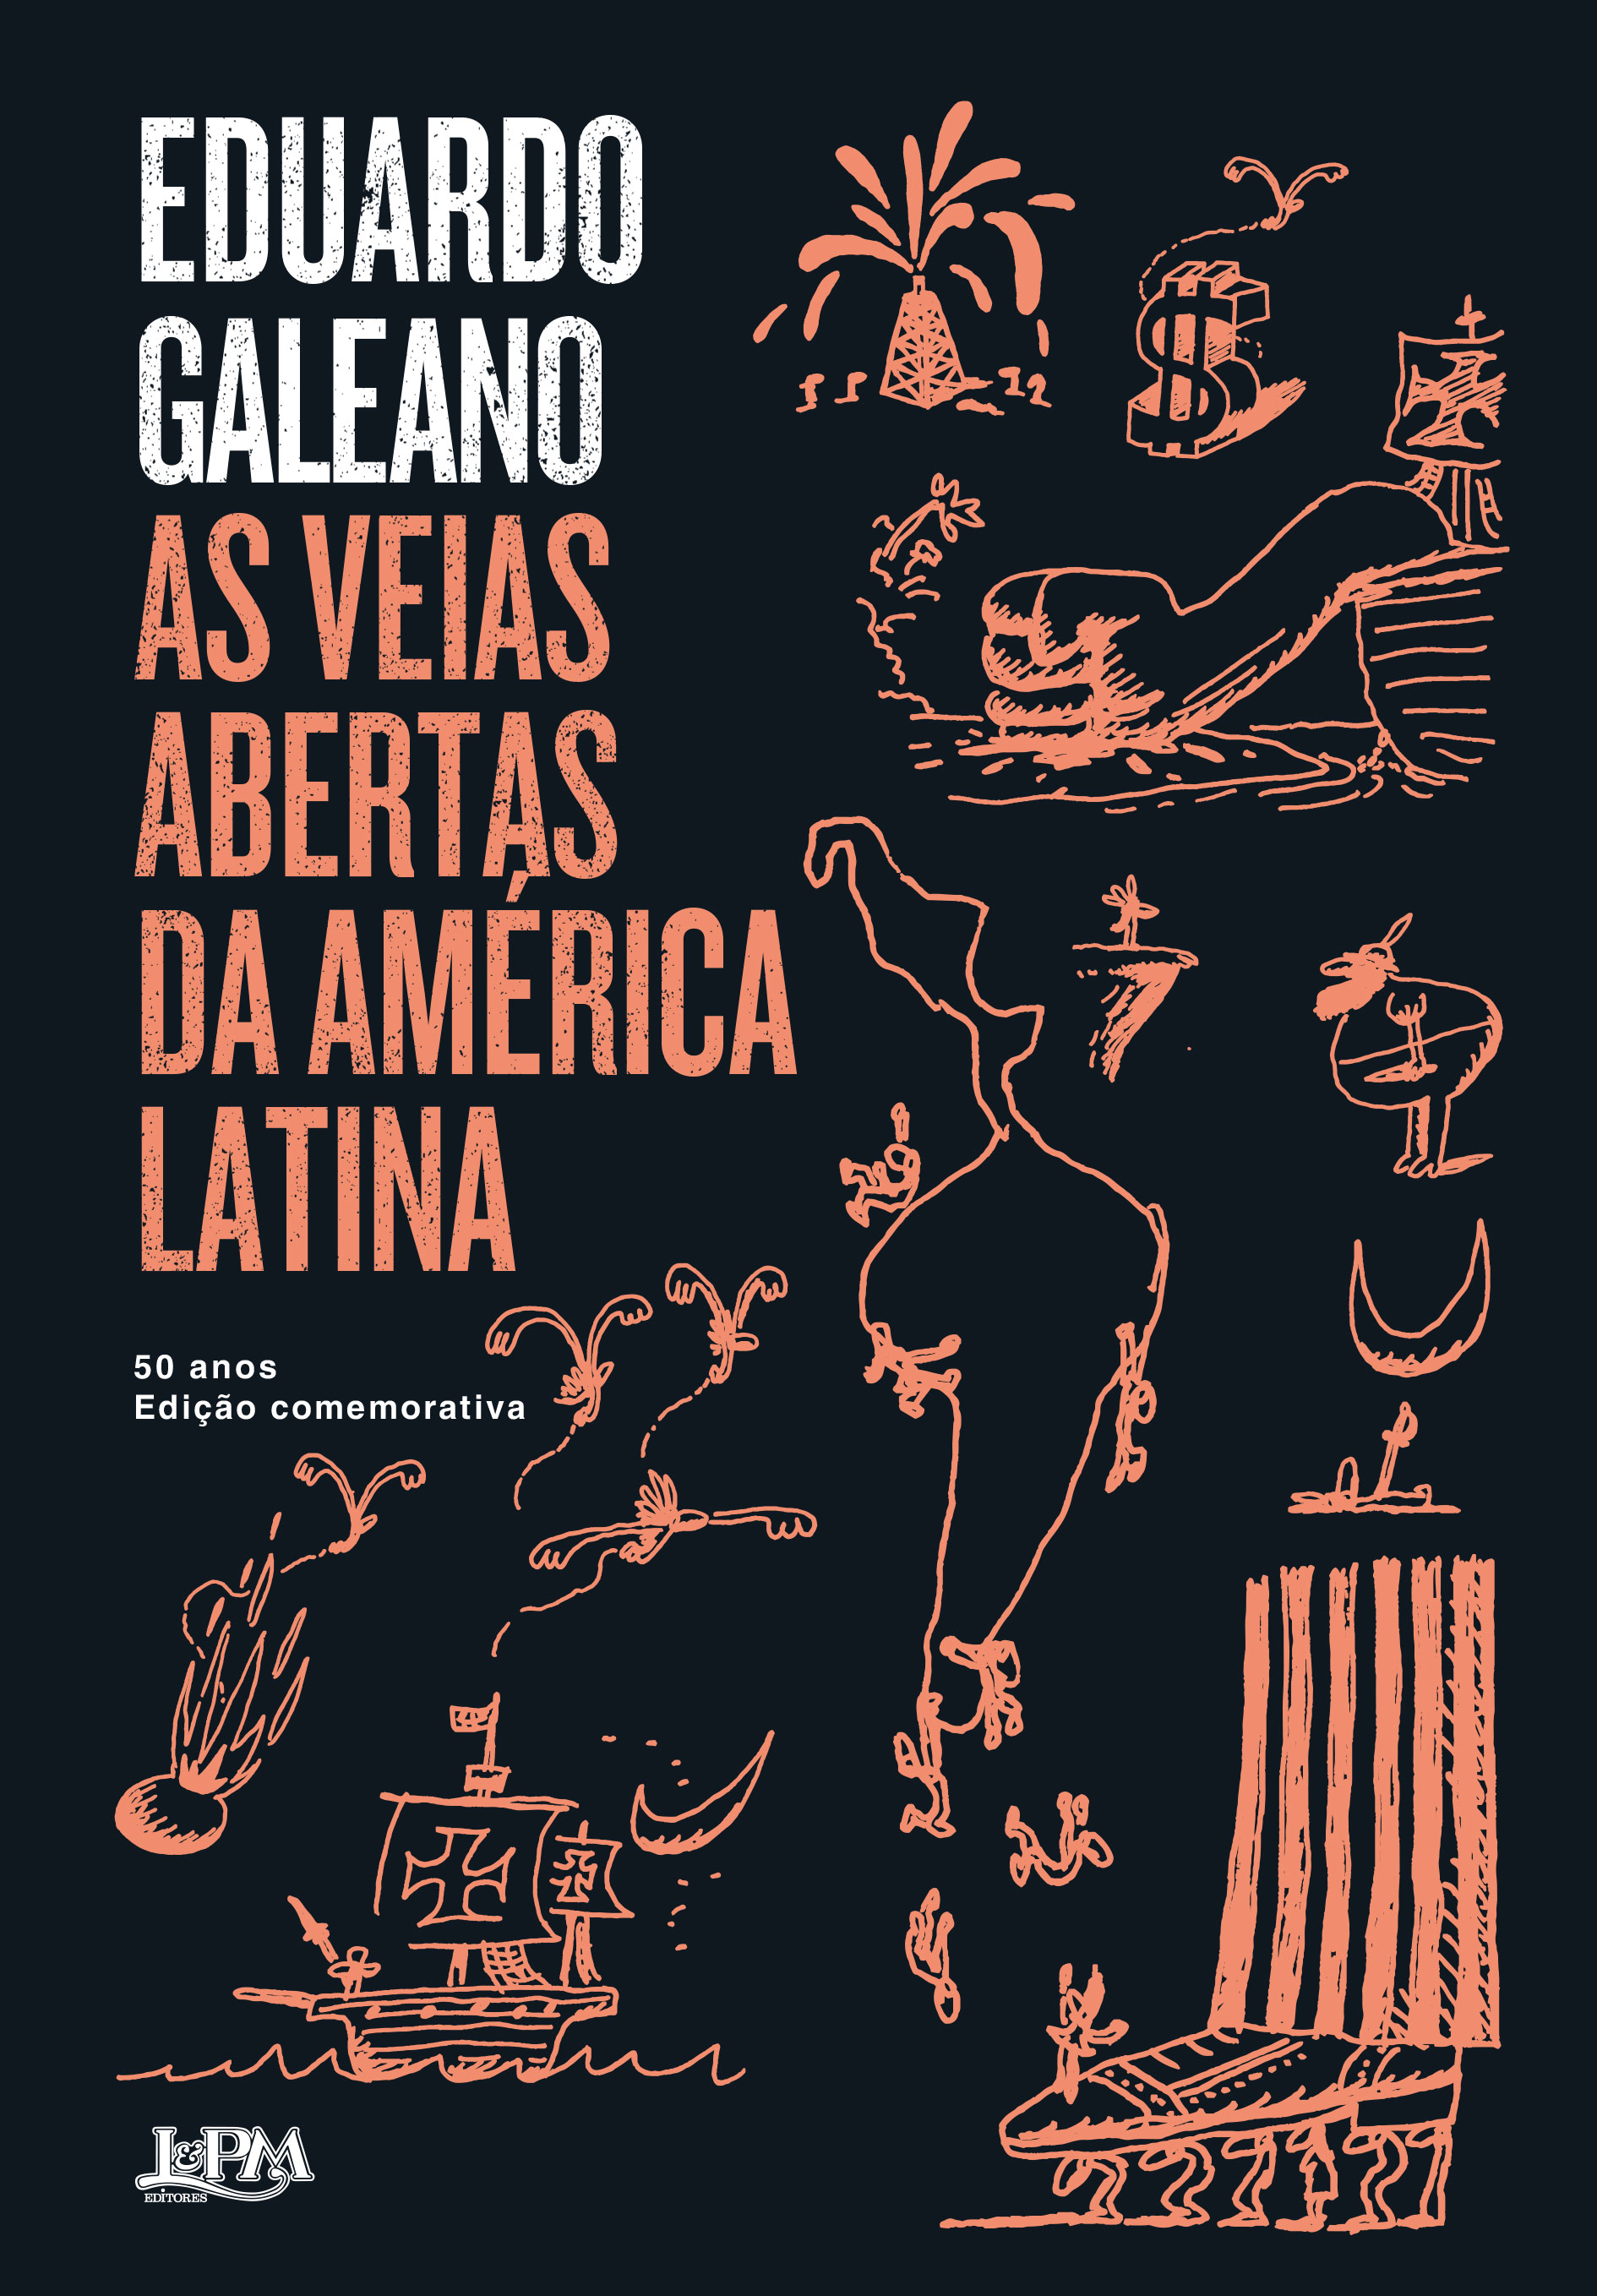 EDUARDO
GALEANO
AS VEIAS
ABERTAS
DA AMÉRICA
LATINA
50 anos
Edição comemorativa
L&PM
EDITORES